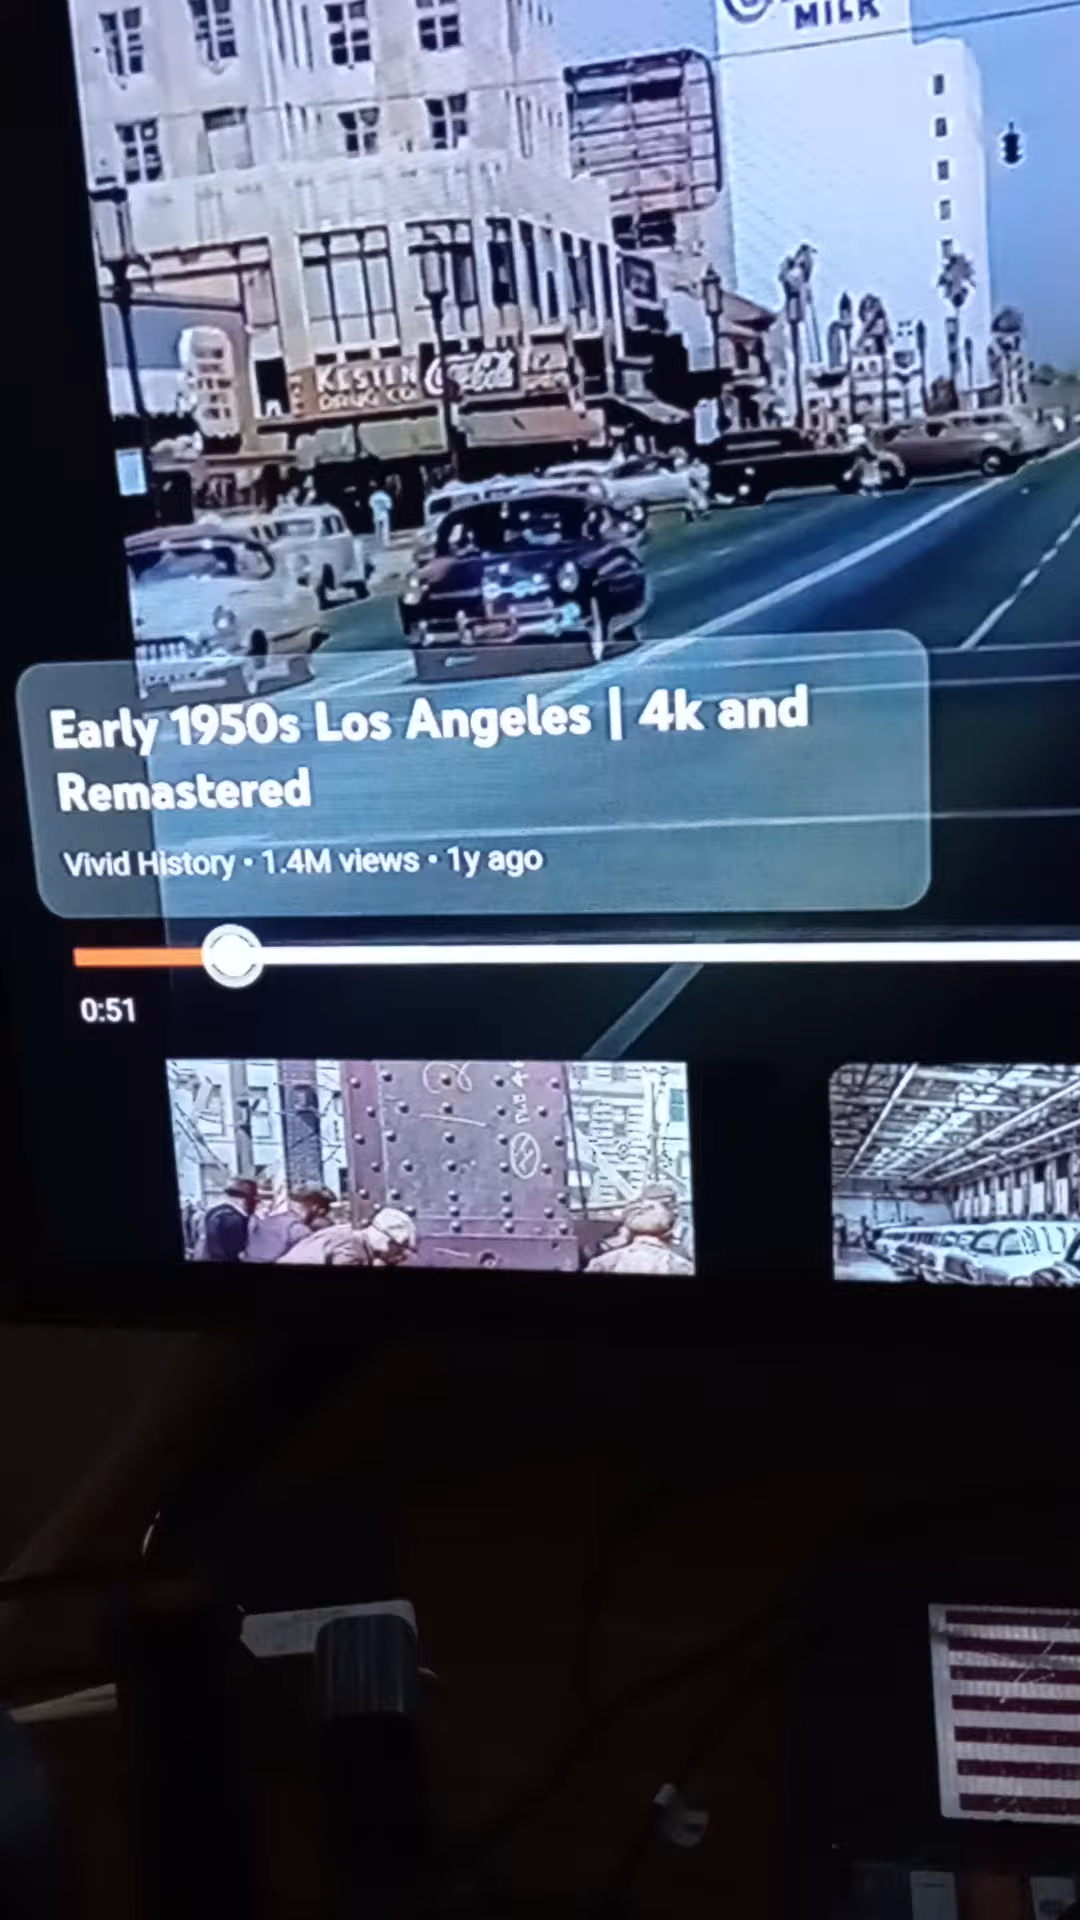 MILK
KESTEN
DRUG CO.
Coca-Cola
Early 1950s Los Angeles | 4k and
Remastered
Vivid History • 1.4M views • 1y ago
0:51